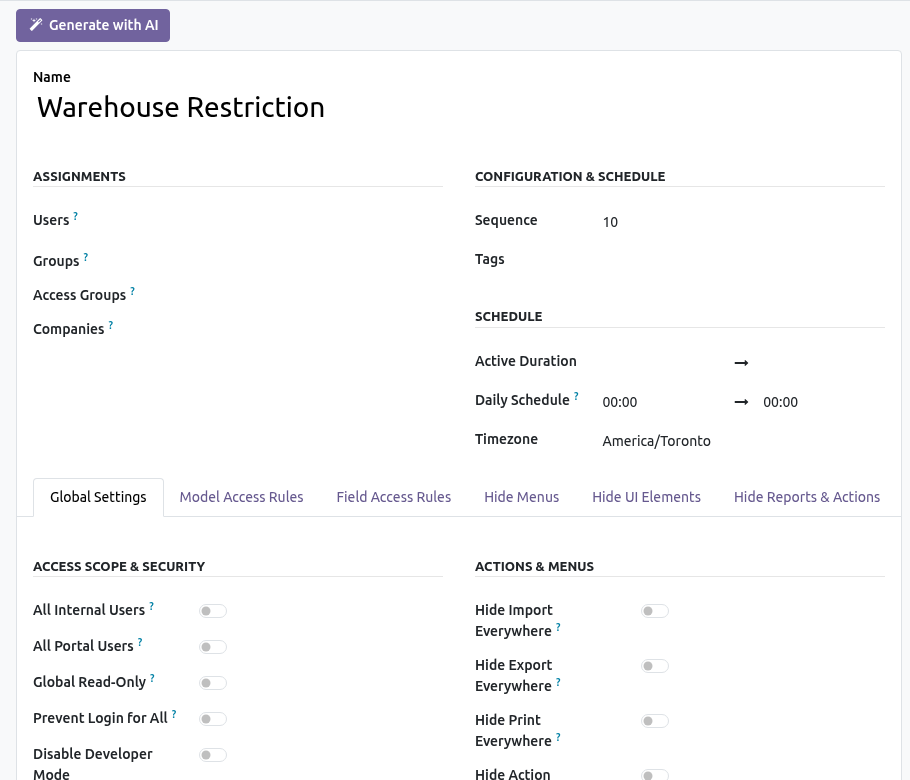 Generate with AI
Name
Warehouse Restriction
ASSIGNMENTS
Users ?
Groups ?
Access Groups ?
Companies ?
CONFIGURATION & SCHEDULE
Sequence 10
Tags
SCHEDULE
Active Duration →
Daily Schedule ? 00:00 → 00:00
Timezone America/Toronto
Global Settings Model Access Rules Field Access Rules Hide Menus Hide UI Elements Hide Reports & Actions
ACCESS SCOPE & SECURITY
All Internal Users ?
All Portal Users ?
Global Read-Only ?
Prevent Login for All ?
Disable Developer
Mode
ACTIONS & MENUS
Hide Import
Everywhere ?
Hide Export
Everywhere ?
Hide Print
Everywhere ?
Hide Action